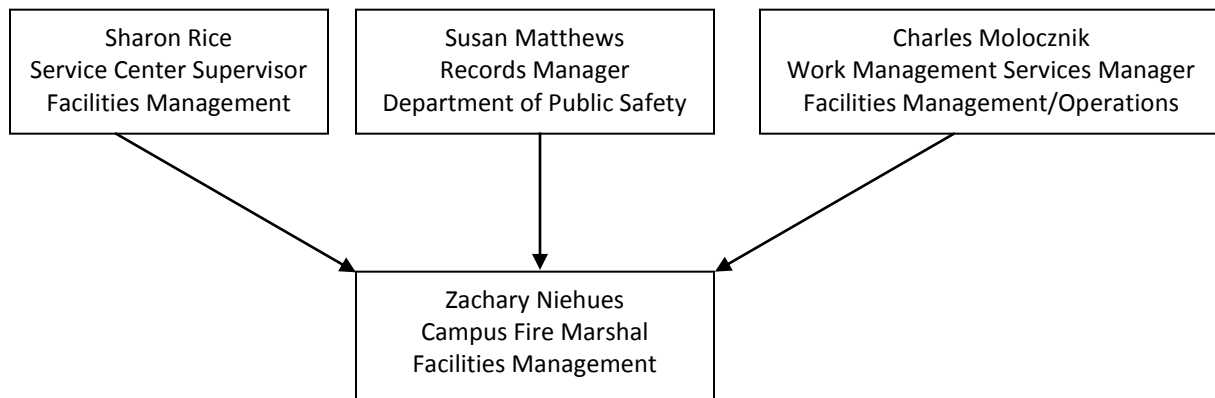 Sharon Rice
Service Center Supervisor
Facilities Management
Susan Matthews
Records Manager
Department of Public Safety
Charles Molocznik
Work Management Services Manager
Facilities Management/Operations
Zachary Niehues
Campus Fire Marshal
Facilities Management